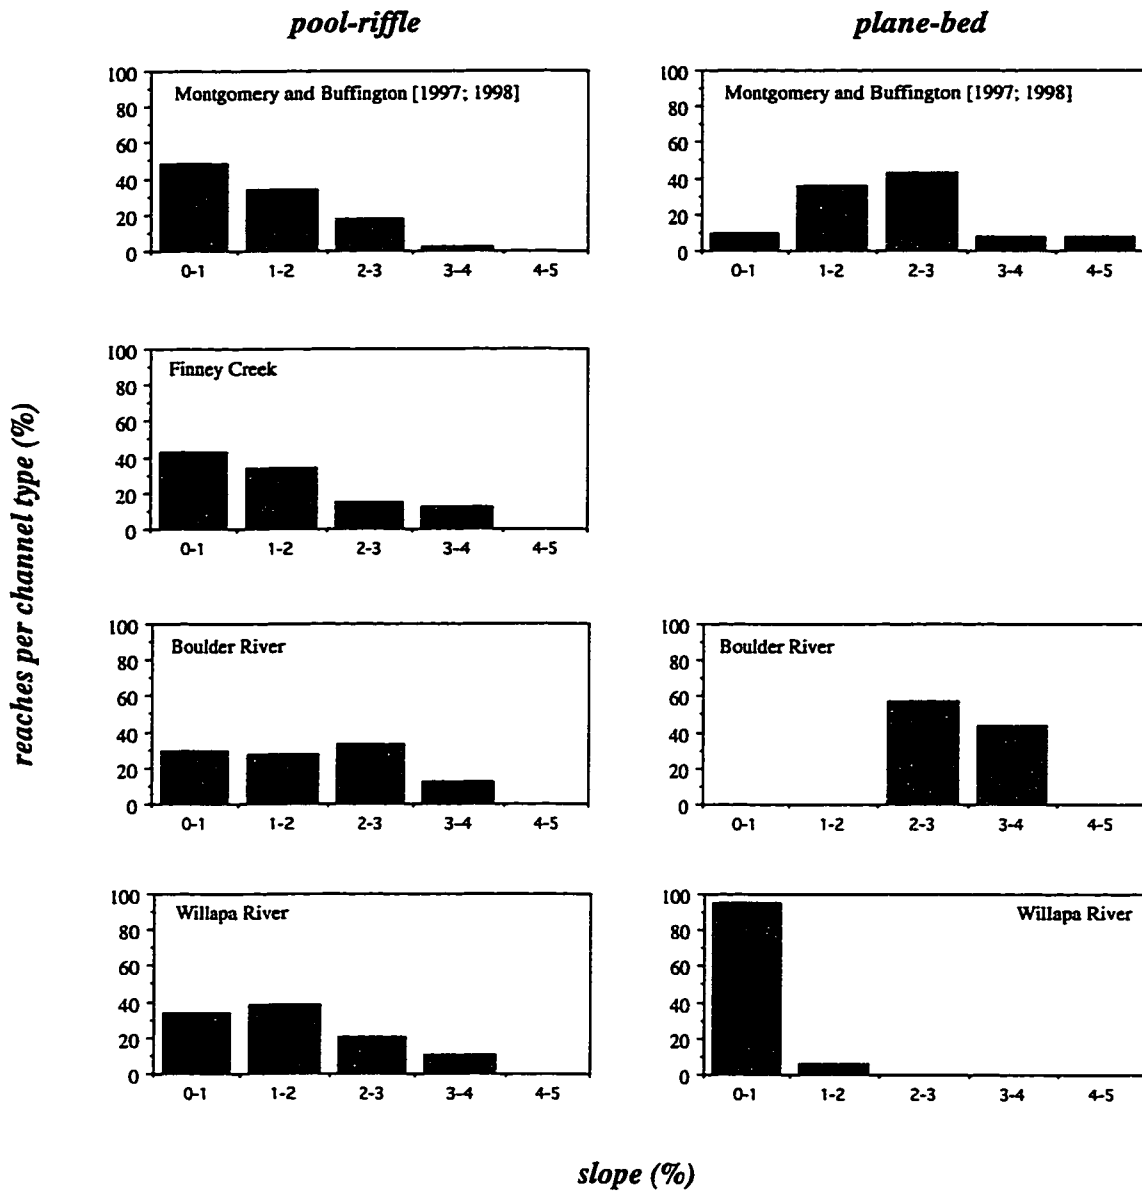 pool-riffle
plane-bed
100
80
60
40
20
0
Montgomery and Buffington [1997; 1998]
0-1 1-2 2-3 3-4 4-5
100
80
60
40
20
0
Montgomery and Buffington [1997; 1998]
0-1 1-2 2-3 3-4 4-5
reaches per channel type (%)
100
80
60
40
20
0
Finney Creek
0-1 1-2 2-3 3-4 4-5
100
80
60
40
20
0
Boulder River
0-1 1-2 2-3 3-4 4-5
100
80
60
40
20
0
Boulder River
0-1 1-2 2-3 3-4 4-5
100
80
60
40
20
0
Willapa River
0-1 1-2 2-3 3-4 4-5
100
80
60
40
20
0
Willapa River
0-1 1-2 2-3 3-4 4-5
slope (%)